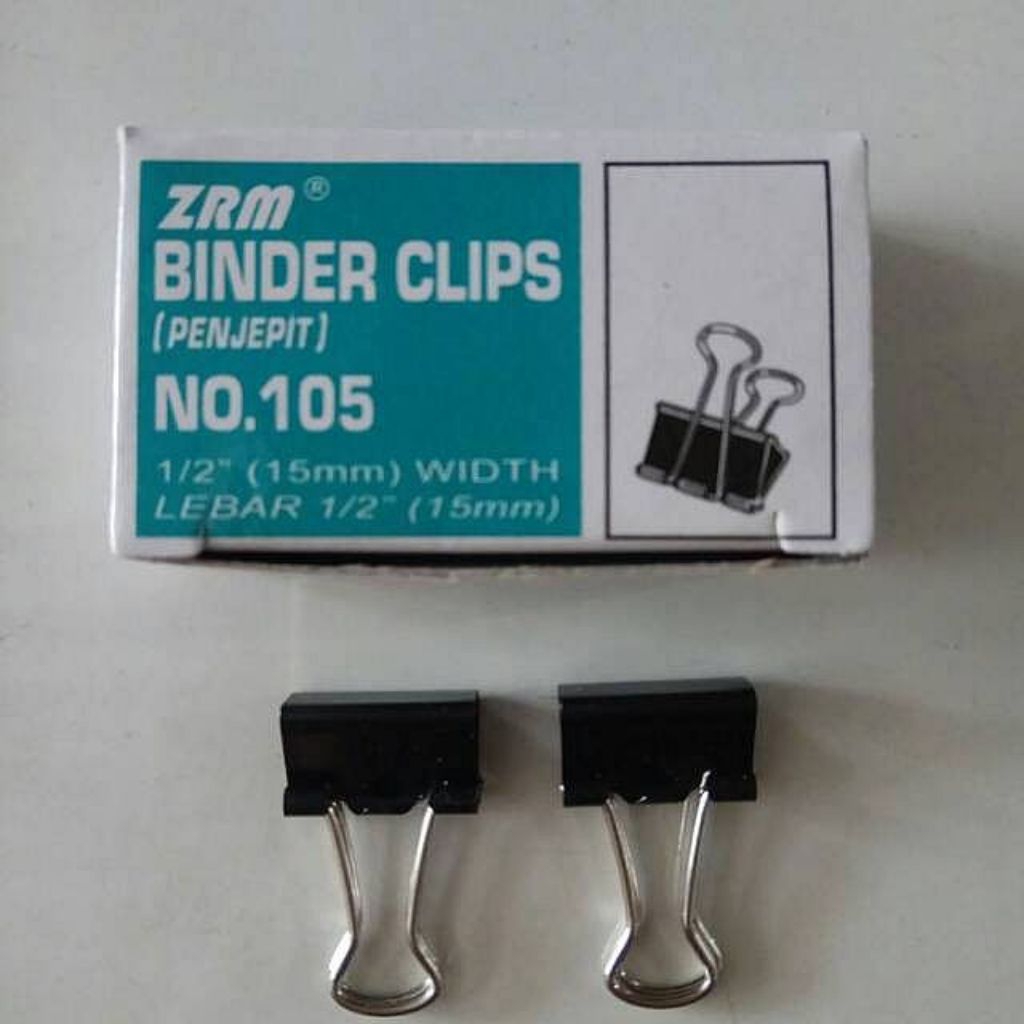 ZRM®
BINDER CLIPS
(PENJEPIT)
NO.105
1/2" (15mm) WIDTH
LEBAR 1/2" (15mm)